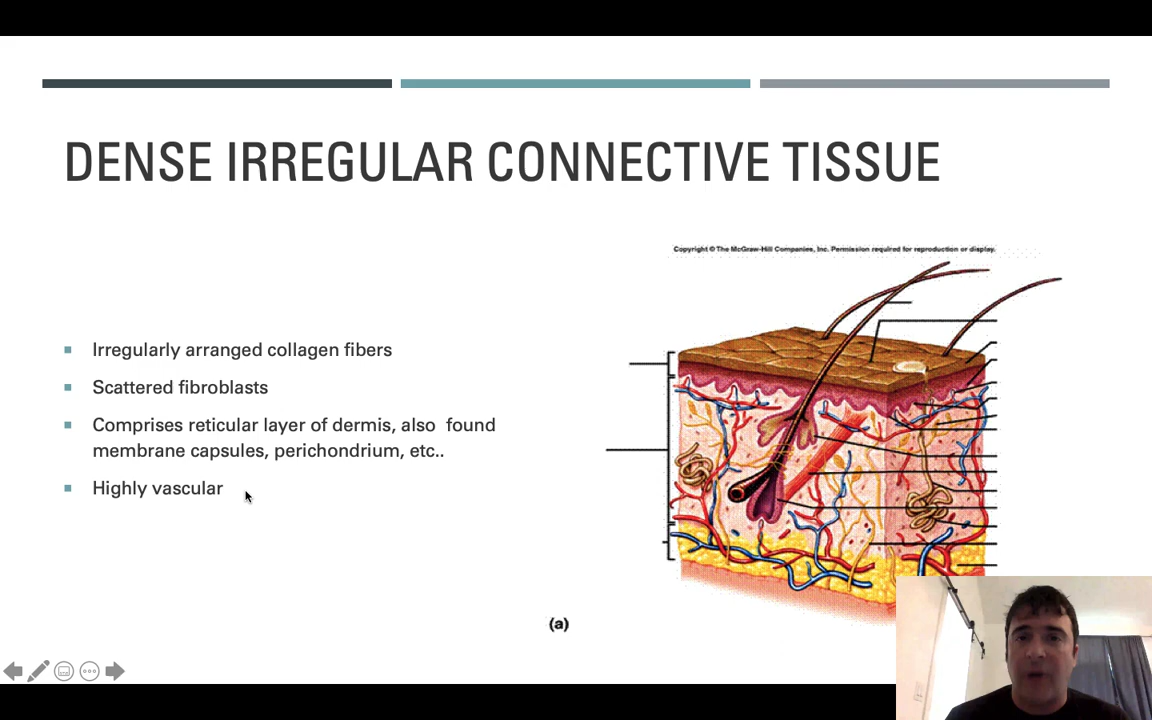 DENSE IRREGULAR CONNECTIVE TISSUE
Copyright © The McGraw-Hill Companies, Inc. Permission required for reproduction or display.
Irregularly arranged collagen fibers
Scattered fibroblasts
Comprises reticular layer of dermis, also found
membrane capsules, perichondrium, etc..
Highly vascular
(a)